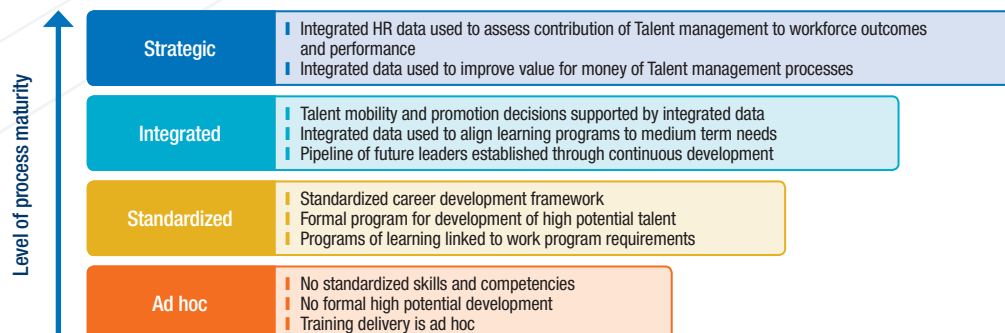 Level of process maturity
Strategic
Integrated HR data used to assess contribution of Talent management to workforce outcomes
and performance
Integrated data used to improve value for money of Talent management processes
Integrated
Talent mobility and promotion decisions supported by integrated data
Integrated data used to align learning programs to medium term needs
Pipeline of future leaders established through continuous development
Standardized
Standardized career development framework
Formal program for development of high potential talent
Programs of learning linked to work program requirements
Ad hoc
No standardized skills and competencies
No formal high potential development
Training delivery is ad hoc